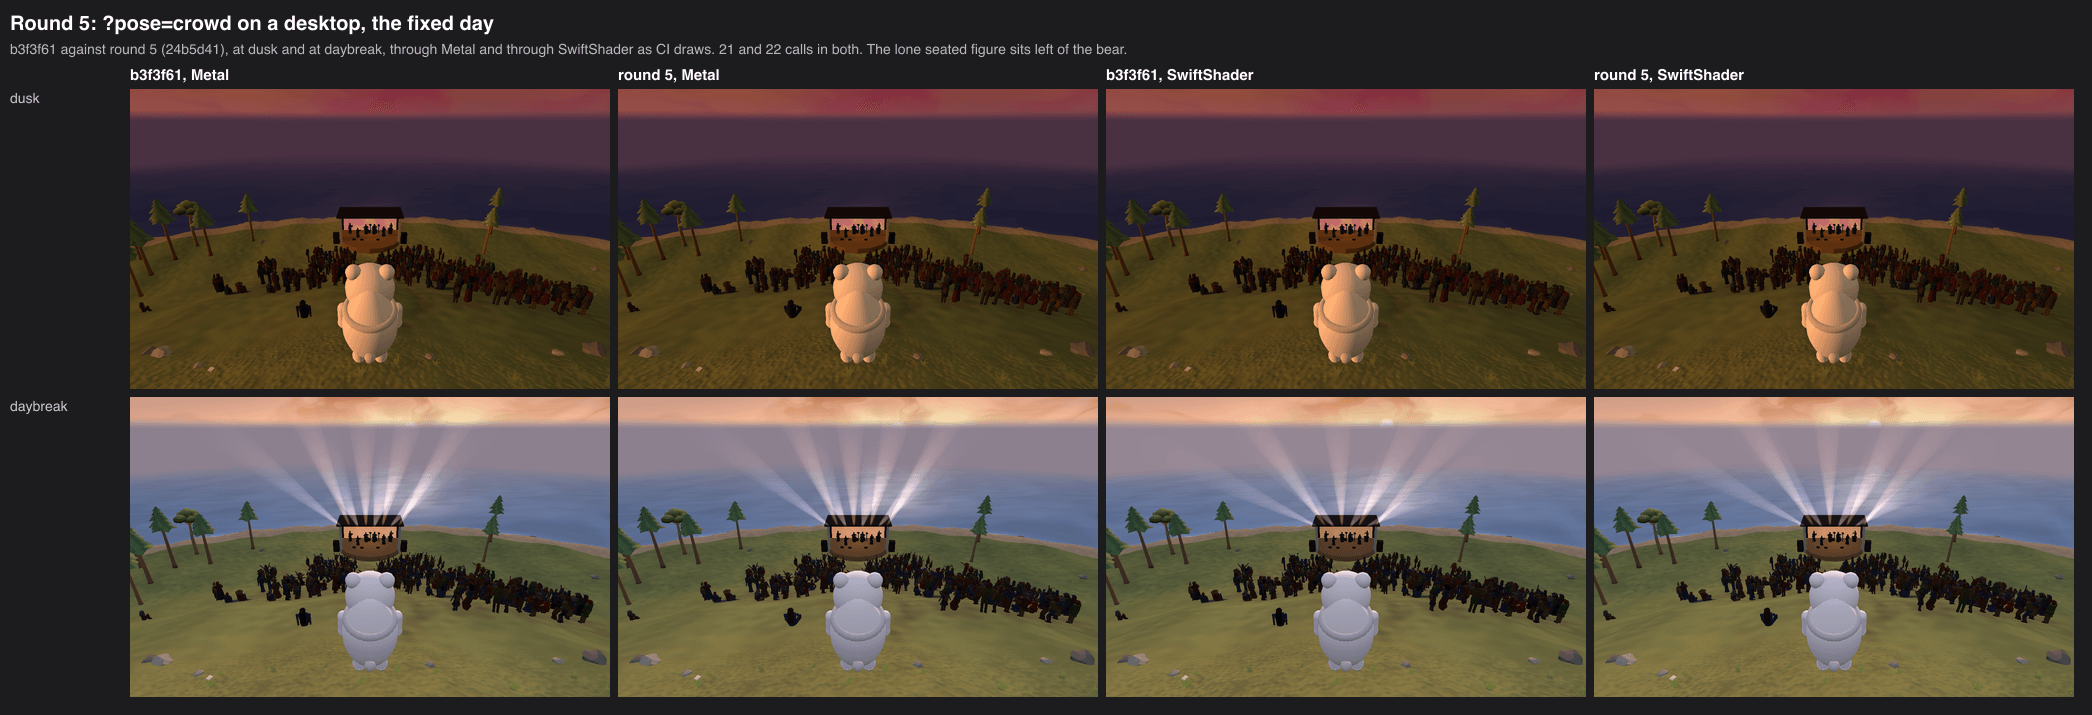 Round 5: ?pose=crowd on a desktop, the fixed day
b3f3f61 against round 5 (24b5d41), at dusk and at daybreak, through Metal and through SwiftShader as CI draws. 21 and 22 calls in both. The lone seated figure sits left of the bear.
b3f3f61, Metal
round 5, Metal
b3f3f61, SwiftShader
round 5, SwiftShader
dusk
daybreak